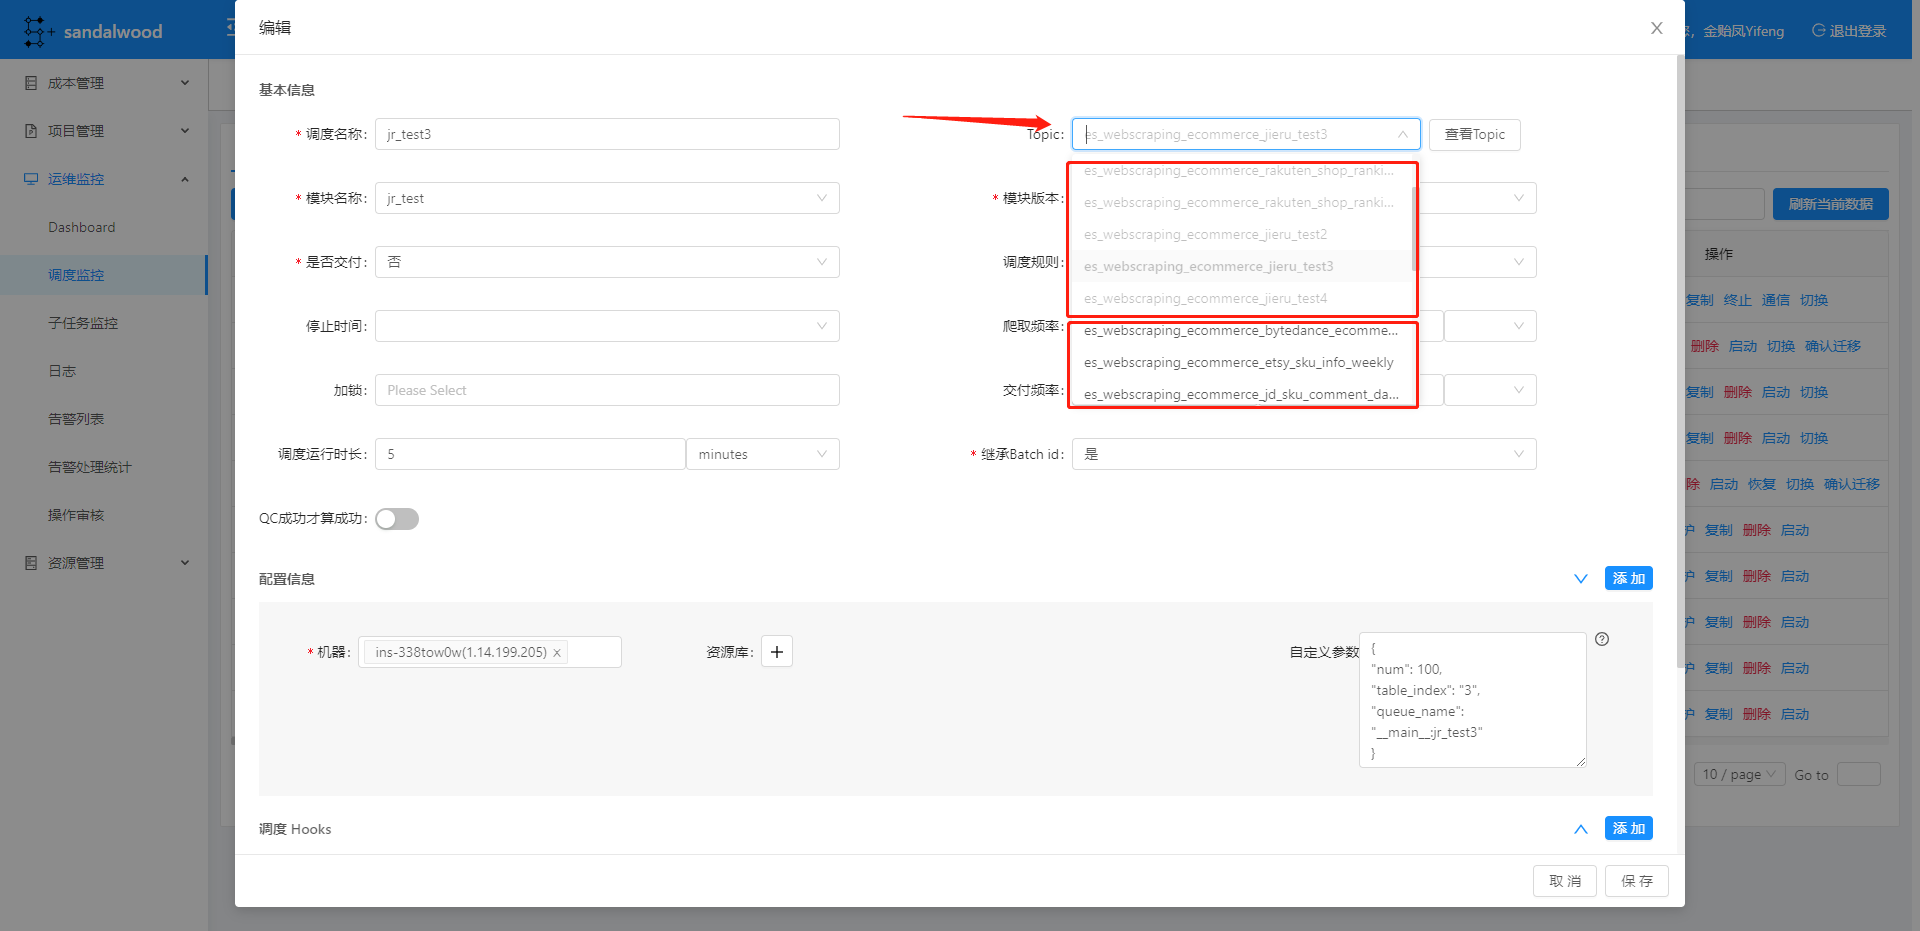 sandalwood
金贻凤Yifeng
退出登录
成本管理
项目管理
运维监控
Dashboard
调度监控
子任务监控
日志
告警列表
告警处理统计
操作审核
资源管理
编辑
基本信息
* 调度名称: jr_test3
Topic: es_webscraping_ecommerce_jieru_test3
查看Topic
es_webscraping_ecommerce_rakuten_shop_ranki...
es_webscraping_ecommerce_rakuten_shop_ranki...
es_webscraping_ecommerce_jieru_test2
es_webscraping_ecommerce_jieru_test3
es_webscraping_ecommerce_jieru_test4
es_webscraping_ecommerce_bytedance_ecomme...
es_webscraping_ecommerce_etsy_sku_info_weekly
es_webscraping_ecommerce_jd_sku_comment_da...
* 模块名称: jr_test
* 模块版本:
* 是否交付: 否
调度规则:
停止时间:
爬取频率:
加锁: Please Select
交付频率:
调度运行时长: 5 minutes
* 继承Batch id: 是
QC成功才算成功:
配置信息
添 加
* 机器: ins-338tow0w(1.14.199.205) ×
资源库: +
自定义参数
{
"num": 100,
"table_index": "3",
"queue_name":
"__main__:jr_test3"
}
调度 Hooks
添 加
取 消
保 存
刷新当前数据
操作
复制 终止 通信 切换
删除 启动 切换 确认迁移
复制 删除 启动 切换
复制 删除 启动 切换
除 启动 恢复 切换 确认迁移
复制 删除 启动
复制 删除 启动
复制 删除 启动
复制 删除 启动
复制 删除 启动
10 / page
Go to